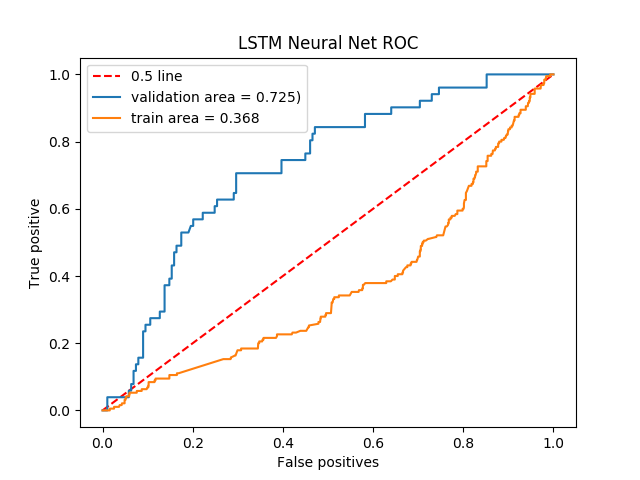 LSTM Neural Net ROC
0.5 line
validation area = 0.725)
train area = 0.368
True positive
1.0
0.8
0.6
0.4
0.2
0.0
0.0 0.2 0.4 0.6 0.8 1.0
False positives